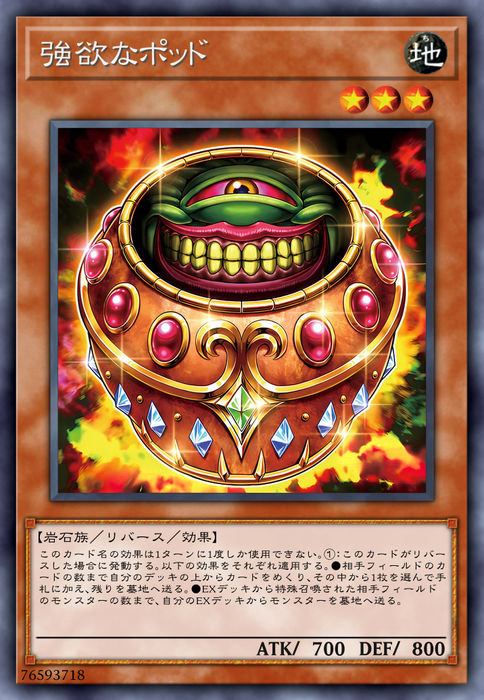 強欲なポッド
ち
地
【岩石族／リバース／効果】
このカード名の効果は1ターンに1度しか使用できない。①:このカードがリバー
スした場合に発動する。以下の効果をそれぞれ適用する。●相手フィールドの
カードの数まで自分のデッキの上からカードをめくり、その中から1枚を選んで手
札に加え、残りを墓地へ送る。●EXデッキから特殊召喚された相手フィールド
のモンスターの数まで、自分のEXデッキからモンスターを墓地へ送る。
ATK/ 700 DEF/ 800
76593718